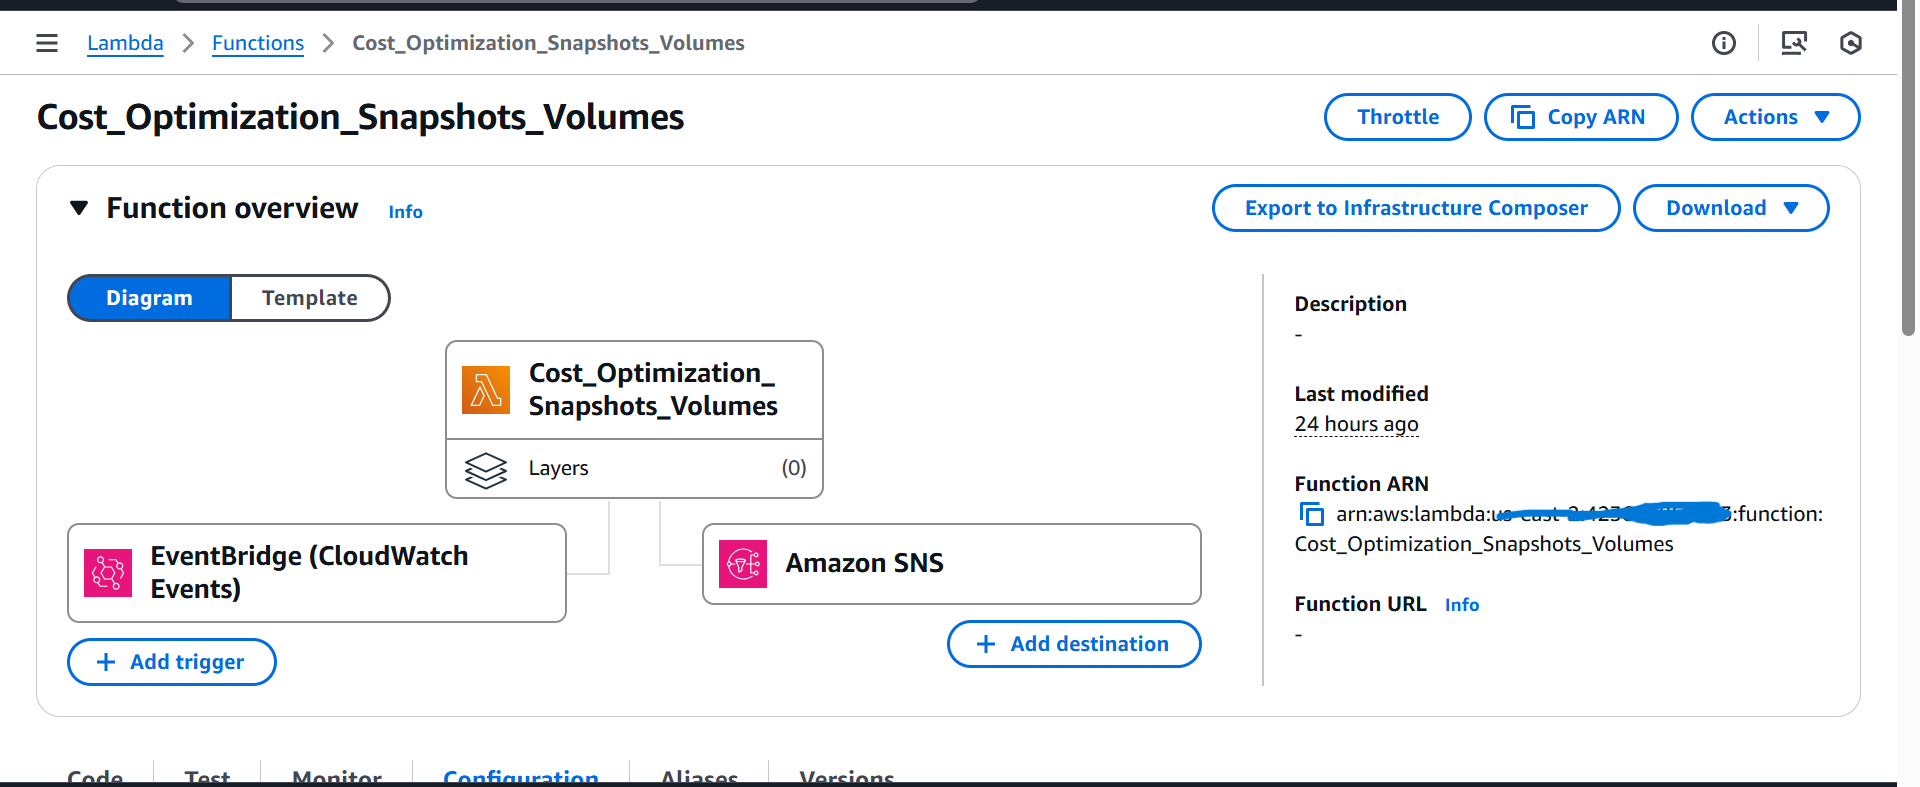 Lambda > Functions > Cost_Optimization_Snapshots_Volumes
Cost_Optimization_Snapshots_Volumes
Throttle
Copy ARN
Actions
Function overview
Info
Export to Infrastructure Composer
Download
Diagram
Template
Cost_Optimization_
Snapshots_Volumes
Layers
(0)
EventBridge (CloudWatch
Events)
Add trigger
Amazon SNS
Add destination
Description
-
Last modified
24 hours ago
Function ARN
arn:aws:lambda: :function:
Cost_Optimization_Snapshots_Volumes
Function URL
Info
-
Code
Test
Monitor
Configuration
Aliases
Versions